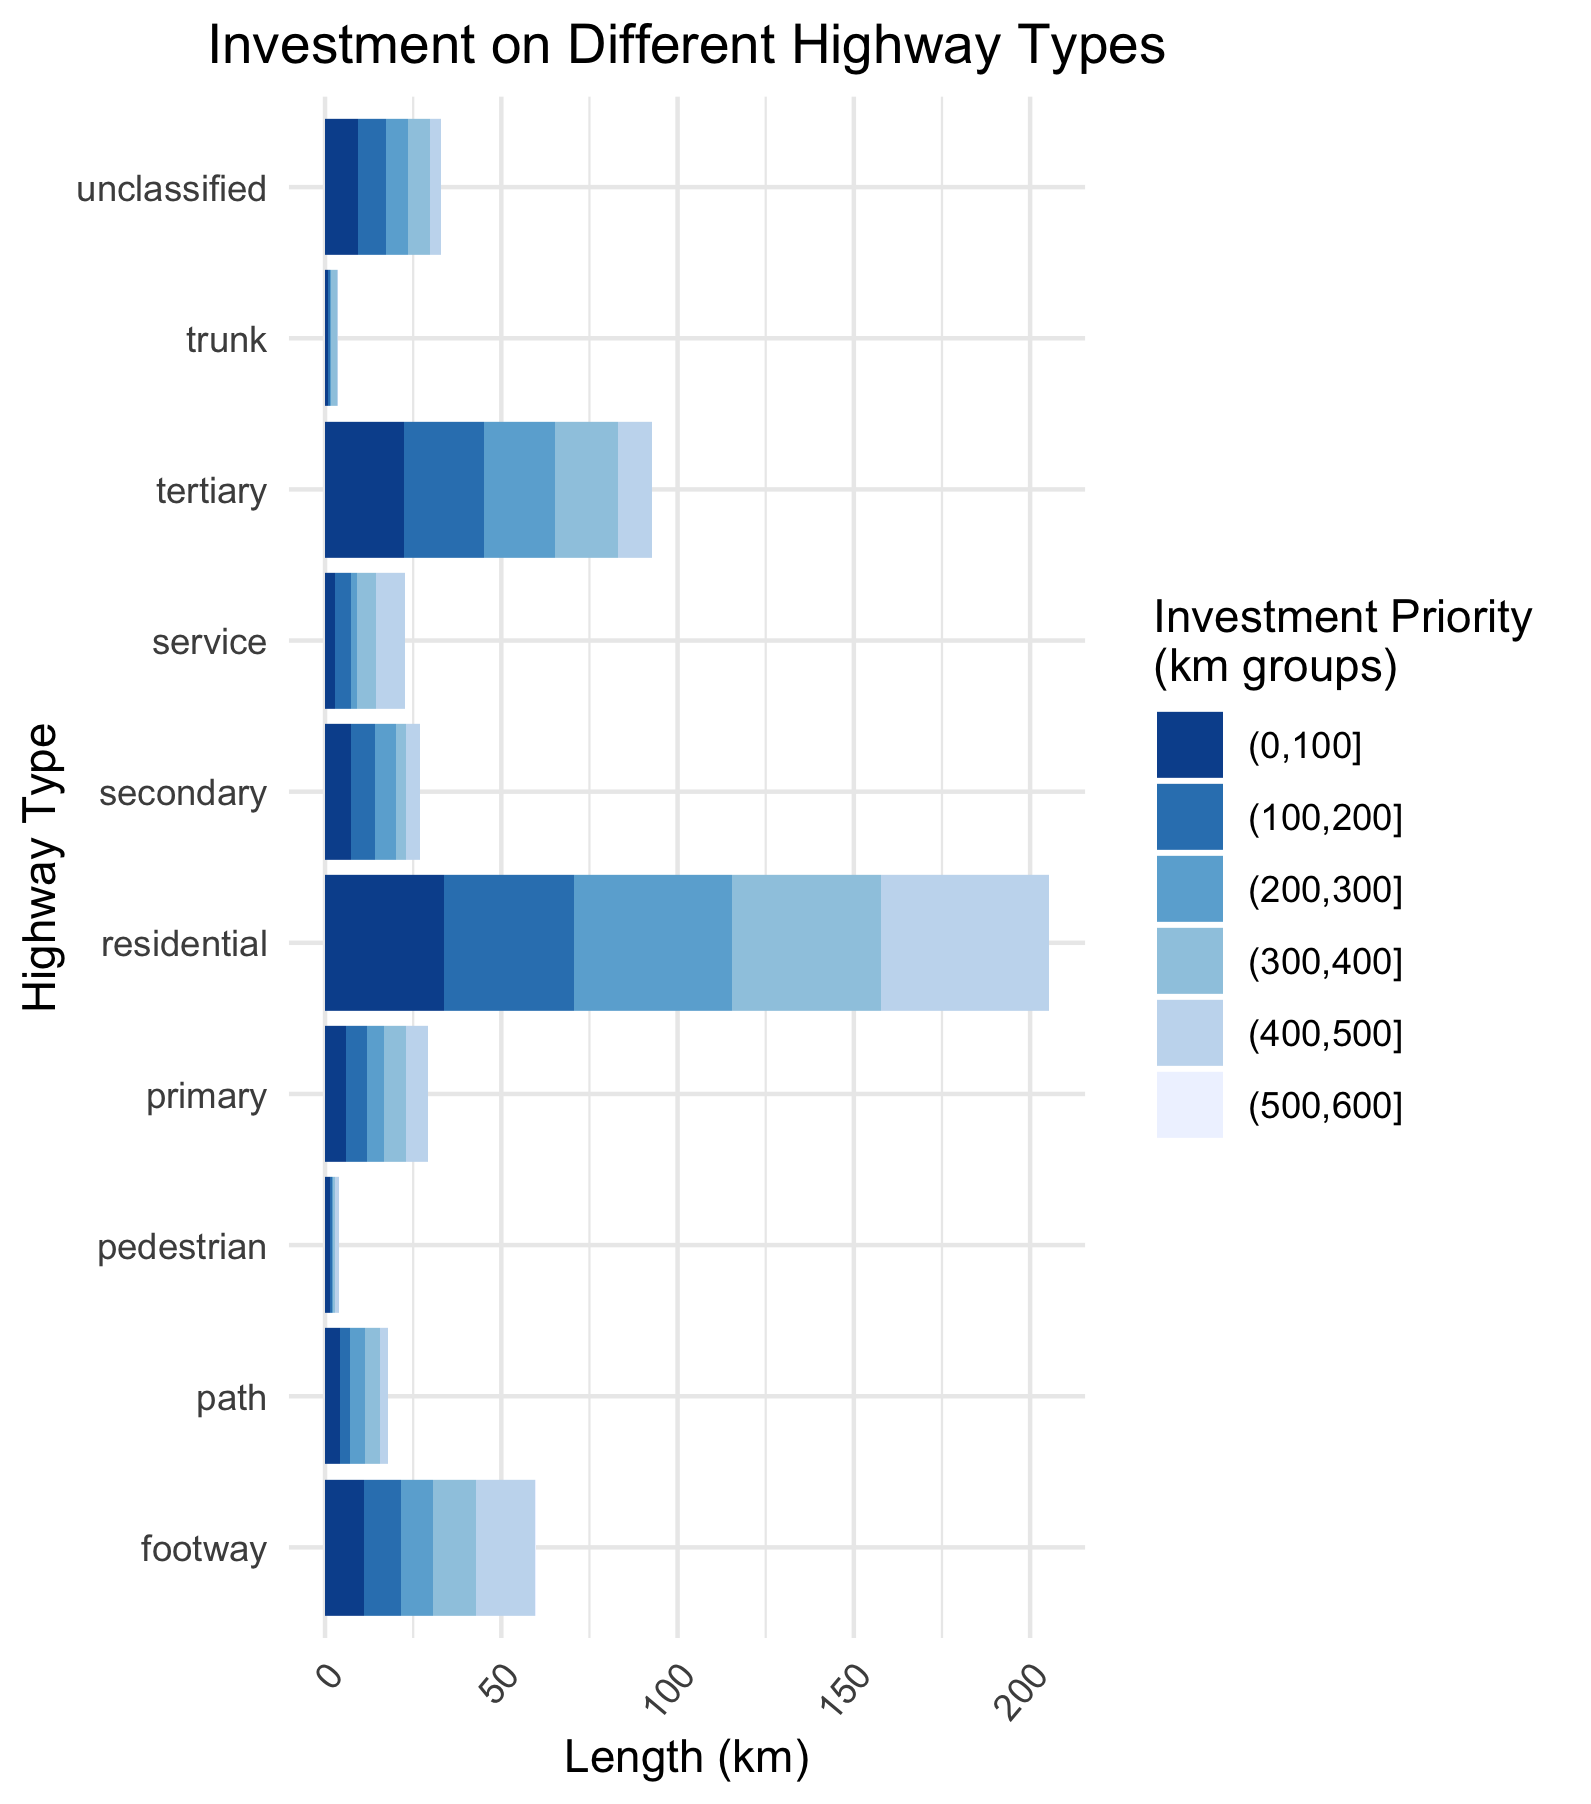 Investment on Different Highway Types
Highway Type
unclassified
trunk
tertiary
service
secondary
residential
primary
pedestrian
path
footway
0
50
100
150
200
Length (km)
Investment Priority
(km groups)
(0,100]
(100,200]
(200,300]
(300,400]
(400,500]
(500,600]